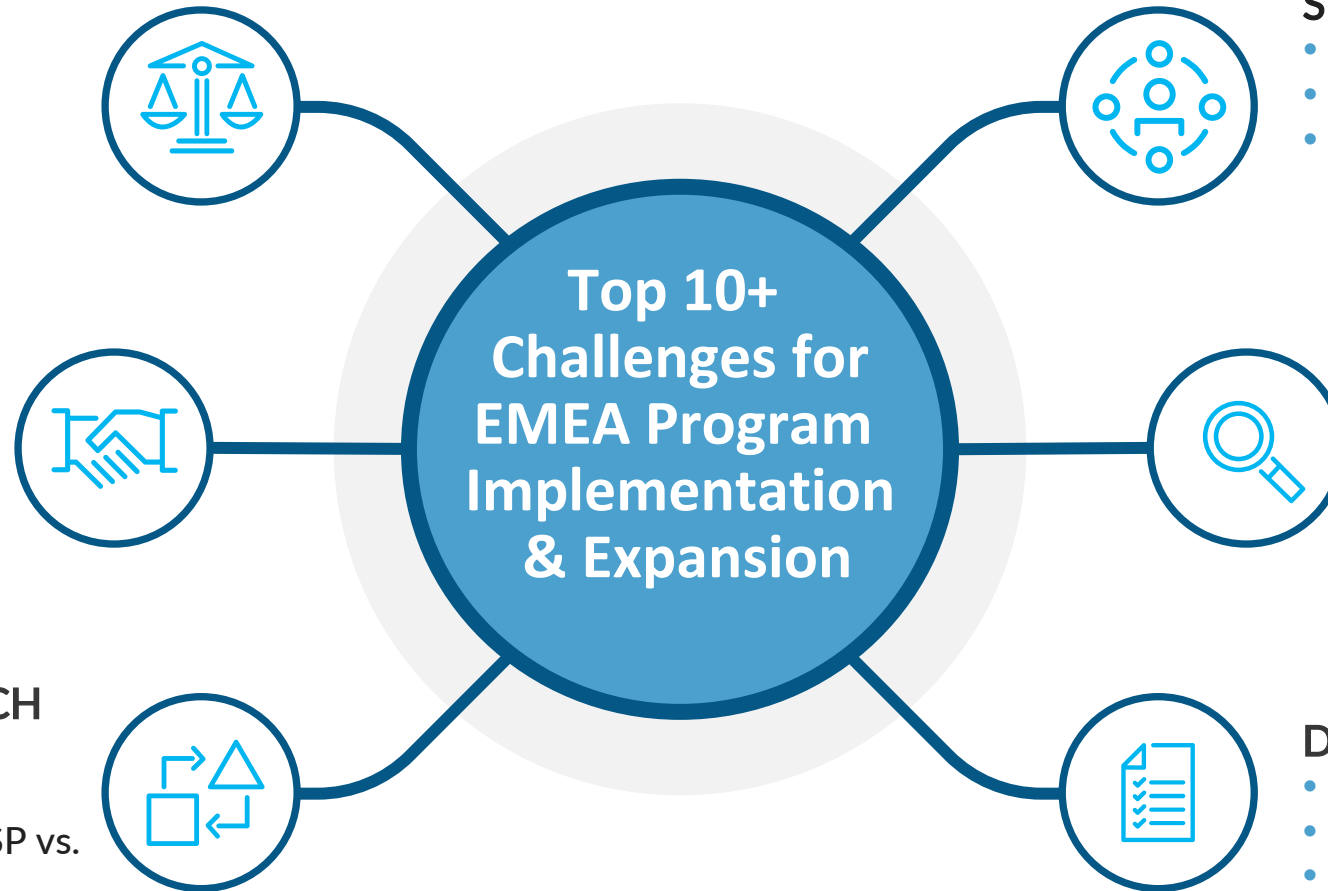 S
Top 10+
Challenges for
EMEA Program
Implementation
& Expansion
CH
SP vs.
D